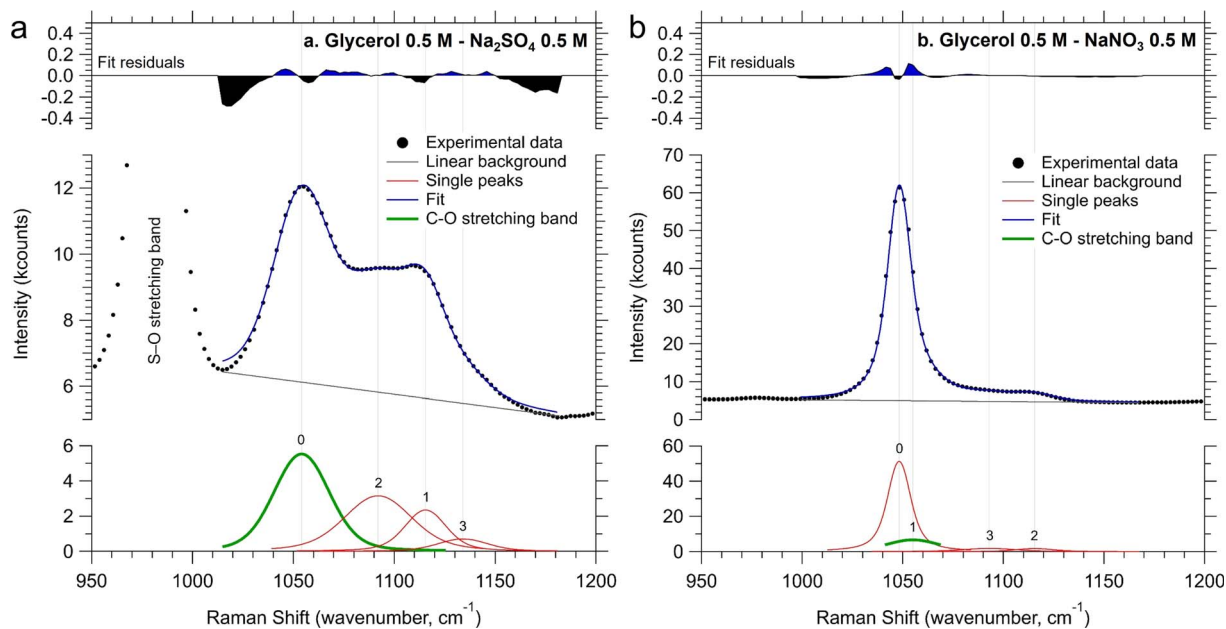 a
a. Glycerol 0.5 M - Na₂SO₄ 0.5 M
Fit residuals
0.4
0.2
0.0
-0.2
-0.4
Experimental data
Linear background
Single peaks
Fit
C-O stretching band
S–O stretching band
Intensity (kcounts)
12
10
8
6
6
4
2
0
0
2
1
3
950
1000
1050
1100
1150
1200
Raman Shift (wavenumber, cm⁻¹)
b
b. Glycerol 0.5 M - NaNO₃ 0.5 M
Fit residuals
0.4
0.2
0.0
-0.2
-0.4
Experimental data
Linear background
Single peaks
Fit
C-O stretching band
Intensity (kcounts)
70
60
50
40
30
20
10
0
60
40
20
0
0
1
3
2
950
1000
1050
1100
1150
1200
Raman Shift (wavenumber, cm⁻¹)